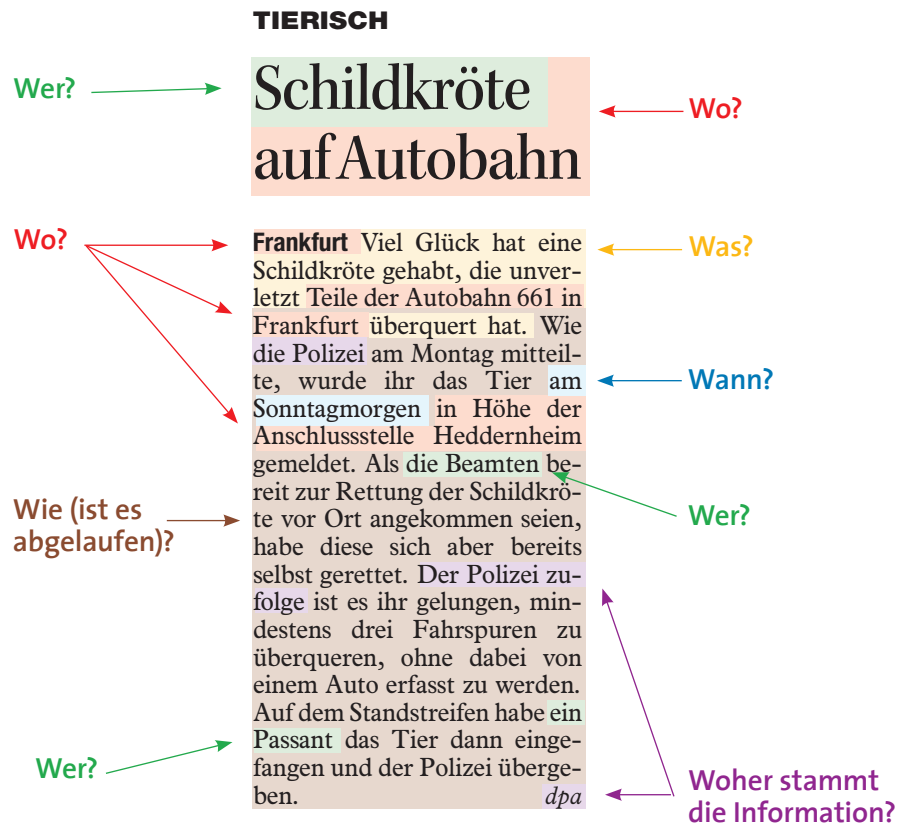 TIERISCH
Wer?
Schildkröte
Wo?
auf Autobahn
Wo?
Frankfurt Viel Glück hat eine
Was?
Schildkröte gehabt, die unver-
letzt Teile der Autobahn 661 in
Frankfurt überquert hat. Wie
die Polizei am Montag mitteil-
te, wurde ihr das Tier am
Wann?
Sonntagmorgen in Höhe der
Anschlussstelle Heddernheim
gemeldet. Als die Beamten be-
reit zur Rettung der Schildkrö-
Wie (ist es
abgelaufen)?
te vor Ort angekommen seien,
Wer?
habe diese sich aber bereits
selbst gerettet. Der Polizei zu-
folge ist es ihr gelungen, min-
destens drei Fahrspuren zu
überqueren, ohne dabei von
einem Auto erfasst zu werden.
Auf dem Standstreifen habe ein
Passant das Tier dann einge-
Wer?
fangen und der Polizei überge-
ben. dpa
Woher stammt
die Information?